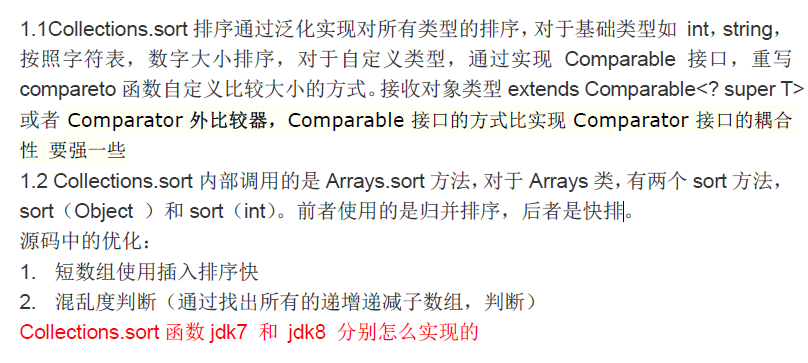 1.1Collections.sort 排序通过泛化实现对所有类型的排序，对于基础类型如 int，string，
按照字符表，数字大小排序，对于自定义类型，通过实现 Comparable 接口，重写
compareto 函数自定义比较大小的方式。接收对象类型 extends Comparable<? super T>
或者 Comparator 外比较器，Comparable 接口的方式比实现 Comparator 接口的耦合
性 要强一些
1.2 Collections.sort 内部调用的是 Arrays.sort 方法，对于 Arrays 类，有两个 sort 方法，
sort（Object ）和 sort（int）。前者使用的是归并排序，后者是快排。
源码中的优化：
1. 短数组使用插入排序快
2. 混乱度判断（通过找出所有的递增递减子数组，判断）
Collections.sort 函数 jdk7 和 jdk8 分别怎么实现的